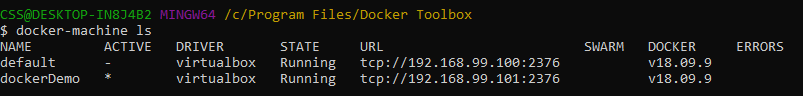 CSS@DESKTOP-IN8J4B2 MINGW64 /c/Program Files/Docker Toolbox
$ docker-machine ls
NAME ACTIVE DRIVER STATE URL SWARM DOCKER ERRORS
default - virtualbox Running tcp://192.168.99.100:2376 v18.09.9
dockerDemo * virtualbox Running tcp://192.168.99.101:2376 v18.09.9